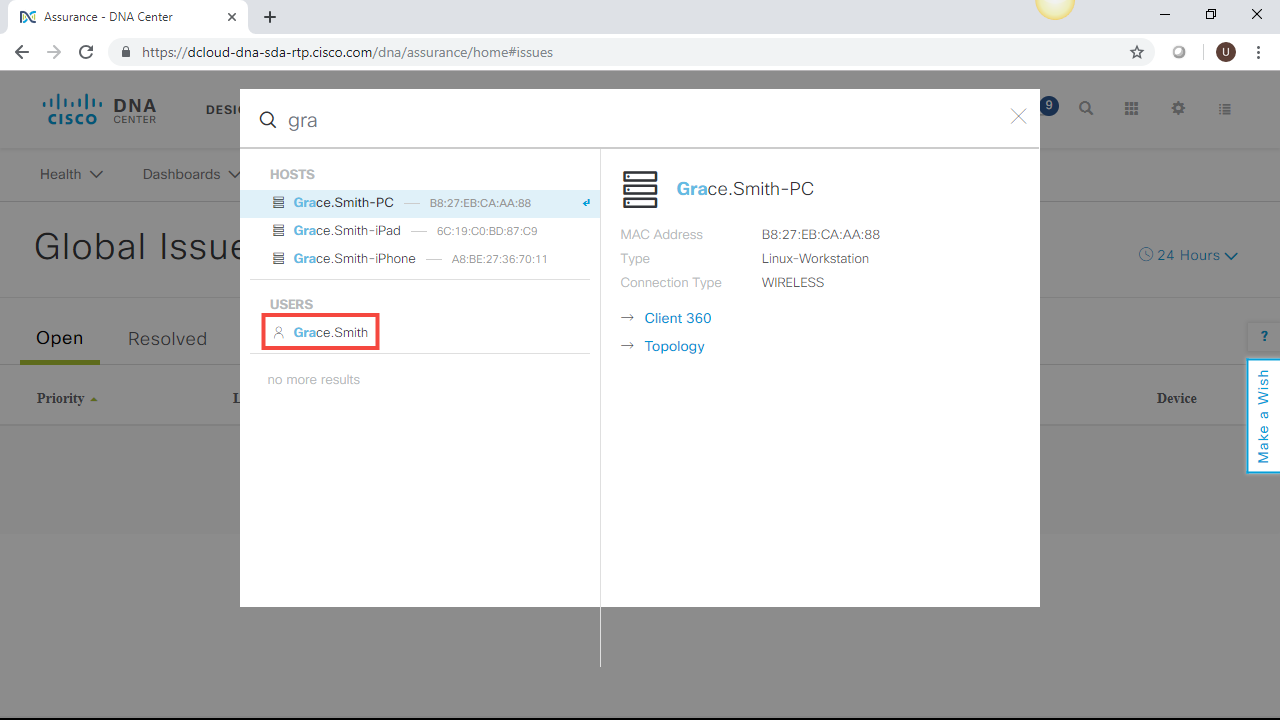 Assurance - DNA Center
https://dcloud-dna-sda-rtp.cisco.com/dna/assurance/home#issues
U
CISCO
DNA
CENTER
DESI
gra
9
Health
Dashboards
HOSTS
Grace.Smith-PC — B8:27:EB:CA:AA:88
Grace.Smith-iPad — 6C:19:C0:BD:87:C9
Grace.Smith-iPhone — A8:BE:27:36:70:11
USERS
Grace.Smith
no more results
Grace.Smith-PC
MAC Address B8:27:EB:CA:AA:88
Type Linux-Workstation
Connection Type WIRELESS
→ Client 360
→ Topology
Global Issue
24 Hours
Open Resolved
?
Make a Wish
Priority
Device